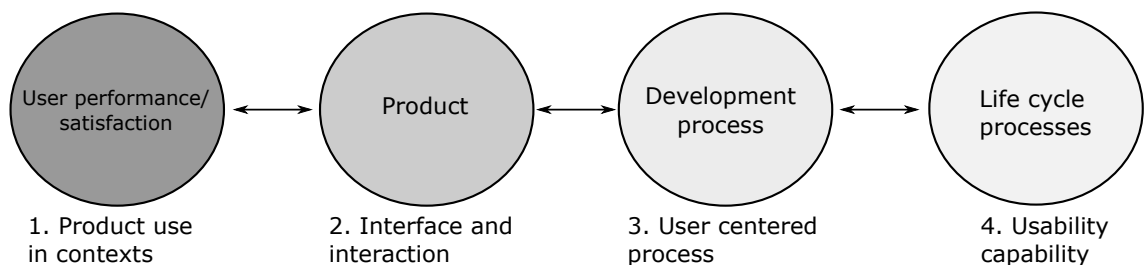 User performance/
satisfaction
Product
Development
process
Life cycle
processes
1. Product use
in contexts
2. Interface and
interaction
3. User centered
process
4. Usability
capability